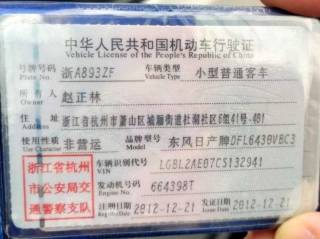 中华人民共和国机动车行驶证
Vehicle License of the People's Republic of China
号牌号码 浙A893ZF 车辆类型 小型普通客车
Plate No. Vehicle Type
所有人 赵正林
Owner
住址 浙江省杭州市萧山区城厢街道杜湖社区6组41号-401
Address
使用性质 非营运 品牌型号 东风日产牌DFL6430VBC3
Use Character Model
浙江省杭州
市公安局交
通警察支队
车辆识别代号 LGBL2AE07CS132941
VIN
发动机号码 664398T
Engine No.
注册日期 2012-12-21 发证日期 2012-12-21
Register Date Issue Date